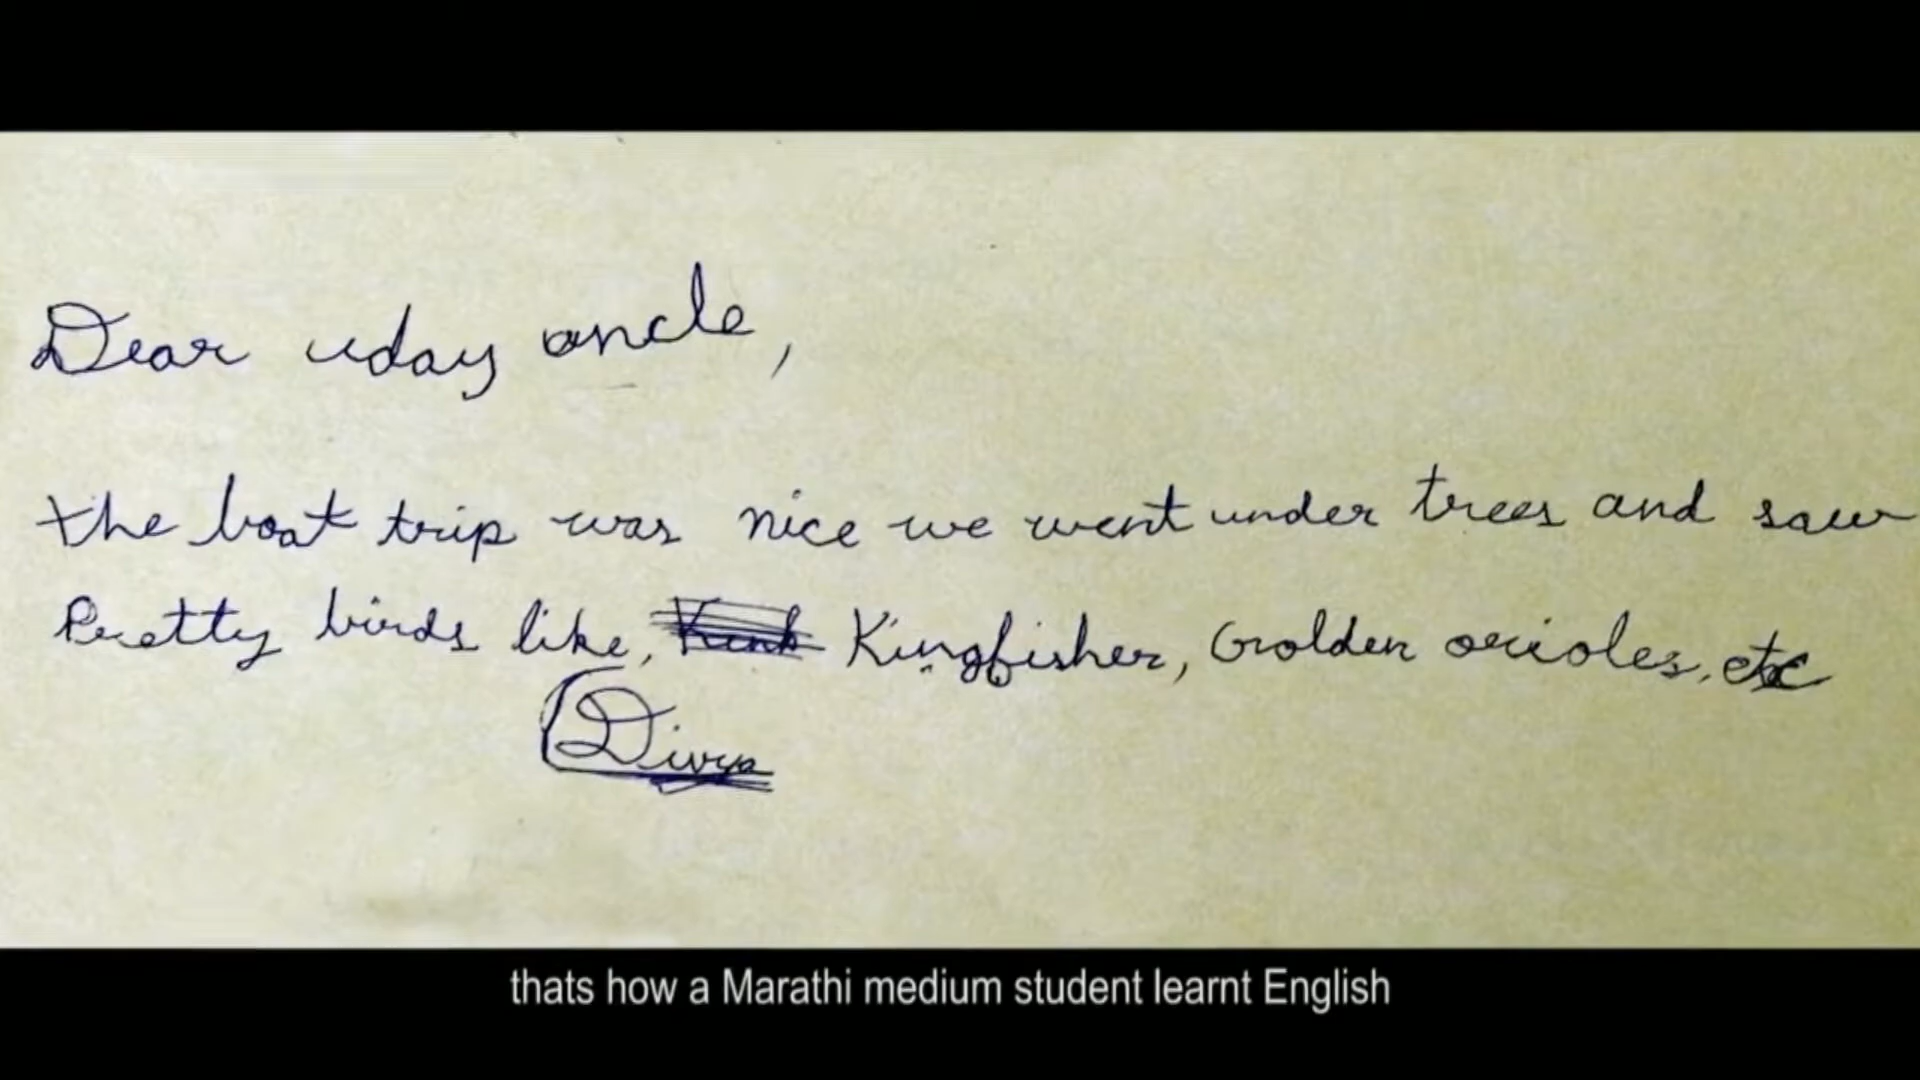 Dear uday oncle,
the boat trip was nice we went under trees and saw
Pretty birds like, Kingfisher, Golden orioles, etc
Divya
thats how a Marathi medium student learnt English